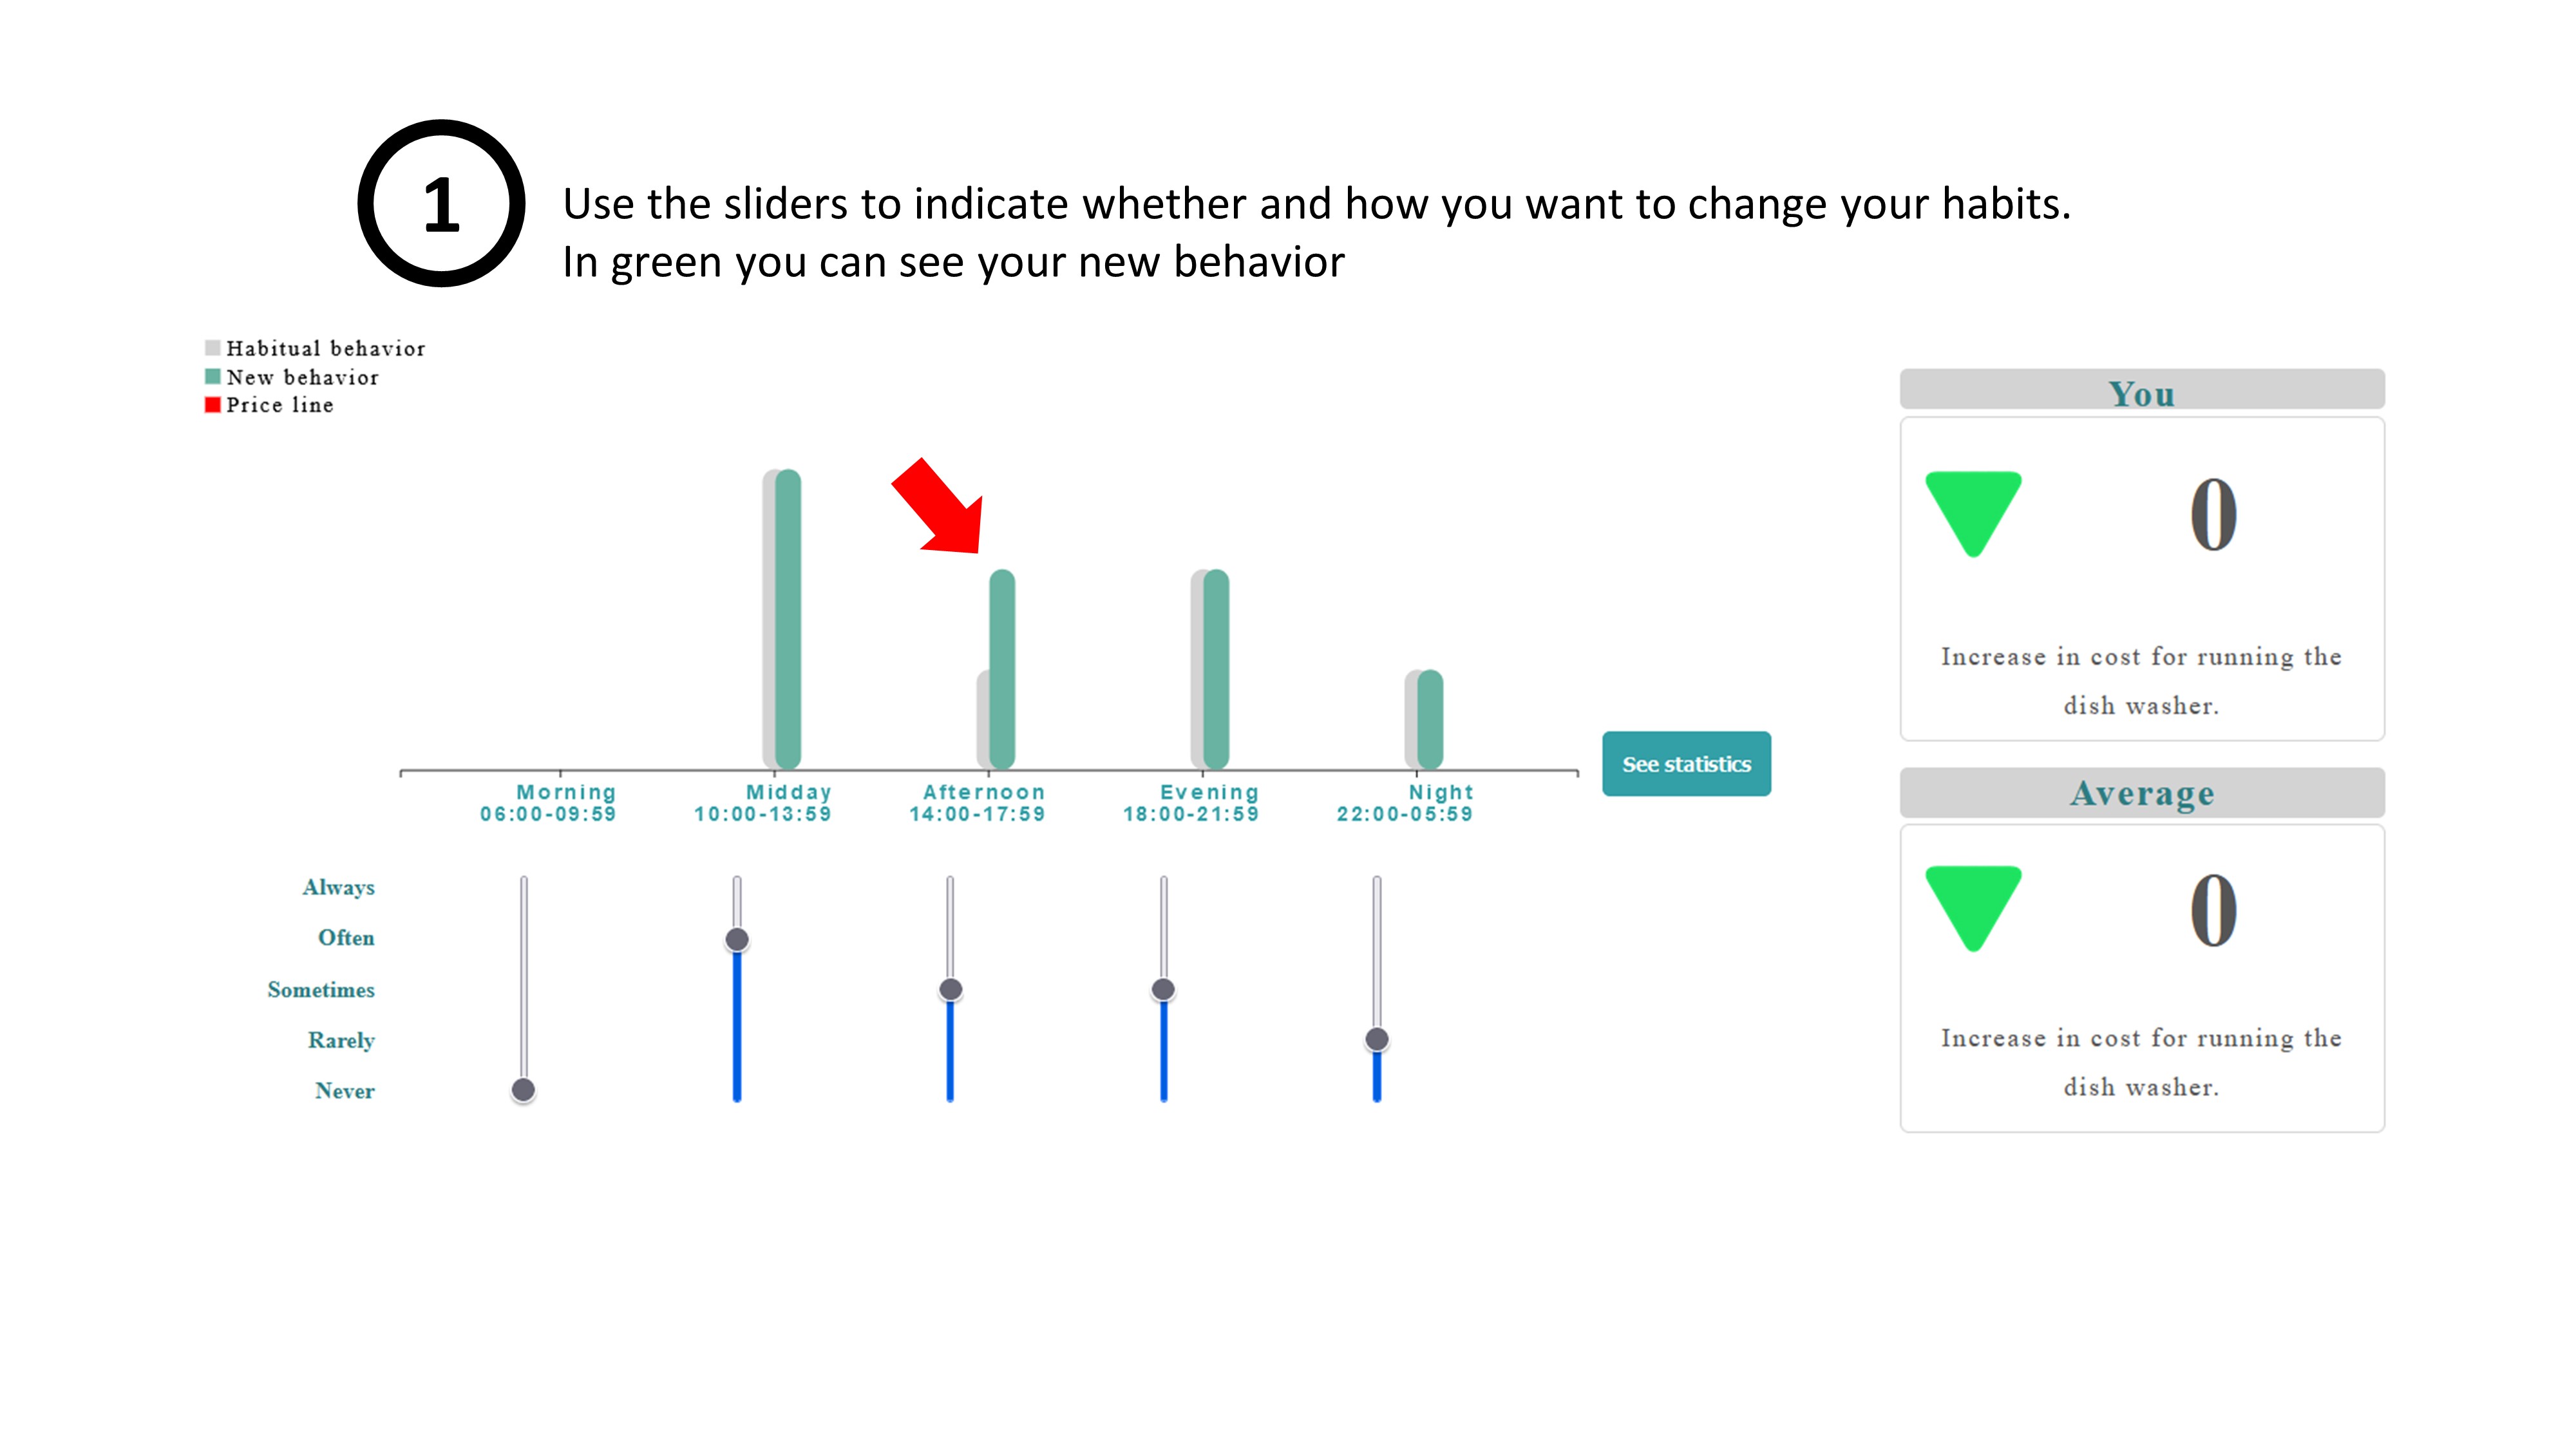 1
Use the sliders to indicate whether and how you want to change your habits.
In green you can see your new behavior
Habitual behavior
New behavior
Price line
Morning
06:00-09:59
Midday
10:00-13:59
Afternoon
14:00-17:59
Evening
18:00-21:59
Night
22:00-05:59
See statistics
Always
Often
Sometimes
Rarely
Never
You
0
Increase in cost for running the
dish washer.
Average
0
Increase in cost for running the
dish washer.